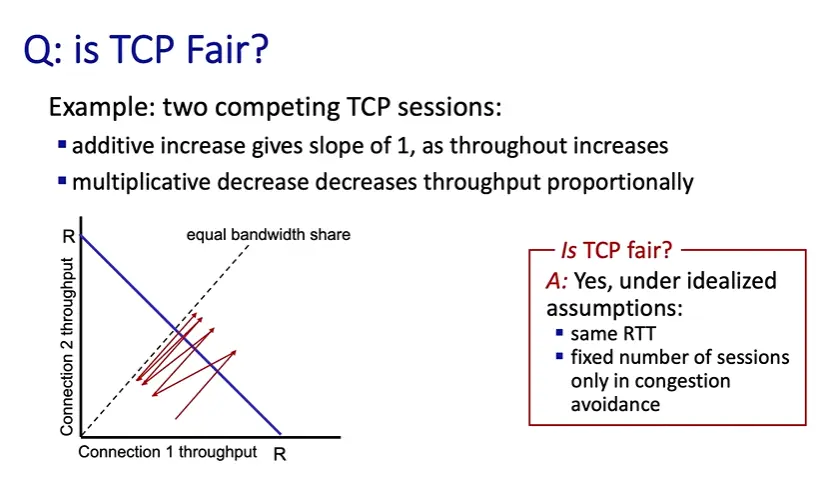 Q: is TCP Fair?
Example: two competing TCP sessions:
▪ additive increase gives slope of 1, as throughout increases
▪ multiplicative decrease decreases throughput proportionally
R
equal bandwidth share
Connection 2 throughput
Connection 1 throughput
R
Is TCP fair?
A: Yes, under idealized
assumptions:
▪ same RTT
▪ fixed number of sessions
only in congestion
avoidance